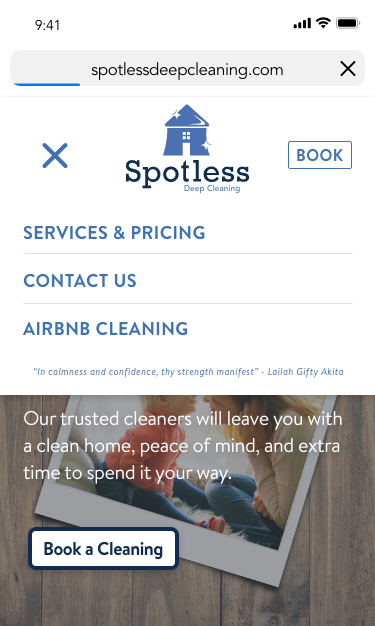 9:41
spotlessdeepcleaning.com
Spotless
Deep Cleaning
BOOK
SERVICES & PRICING
CONTACT US
AIRBNB CLEANING
"In calmness and confidence, thy strength manifest" - Lailah Gifty Akita
Our trusted cleaners will leave you with
a clean home, peace of mind, and extra
time to spend it your way.
Book a Cleaning